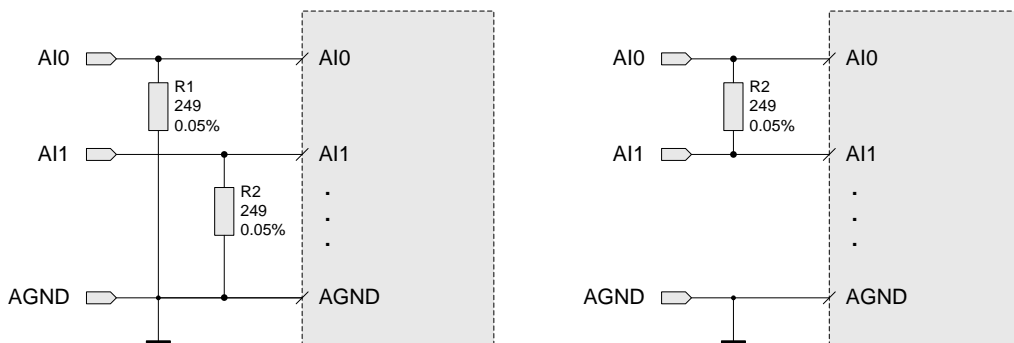 AI0
AI0
R1
249
0.05%
AI1
AI1
R2
249
0.05%
.
.
.
AGND
AGND
AI0
AI0
R2
249
0.05%
AI1
AI1
.
.
.
AGND
AGND